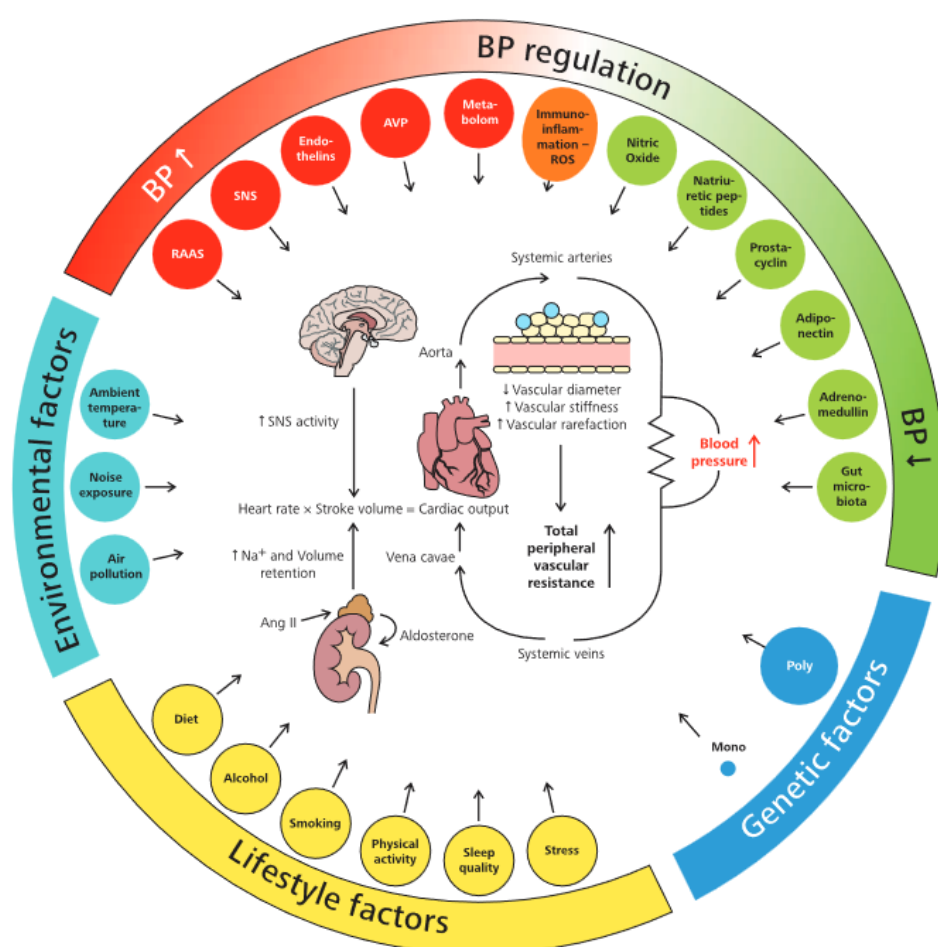 BP regulation
BP ↑
BP ↓
RAAS
SNS
Endo-
thelins
AVP
Meta-
bolom
Immuno-
inflam-
mation –
ROS
Nitric
Oxide
Natriu-
retic pep-
tides
Prosta-
cyclin
Adipo-
nectin
Adreno-
medullin
Gut
micro-
biota
Environmental factors
Ambient
tempera-
ture
Noise
exposure
Air
pollution
Systemic arteries
Aorta
↓ Vascular diameter
↑ Vascular stiffness
↑ Vascular rarefaction
↑ SNS activity
Blood
pressure ↑
Heart rate × Stroke volume = Cardiac output
↑ Na⁺ and Volume
retention
Vena cavae
Total
peripheral
vascular
resistance ↑
Ang II
Aldosterone
Systemic veins
Genetic factors
Poly
Mono
Lifestyle factors
Diet
Alcohol
Smoking
Physical
activity
Sleep
quality
Stress